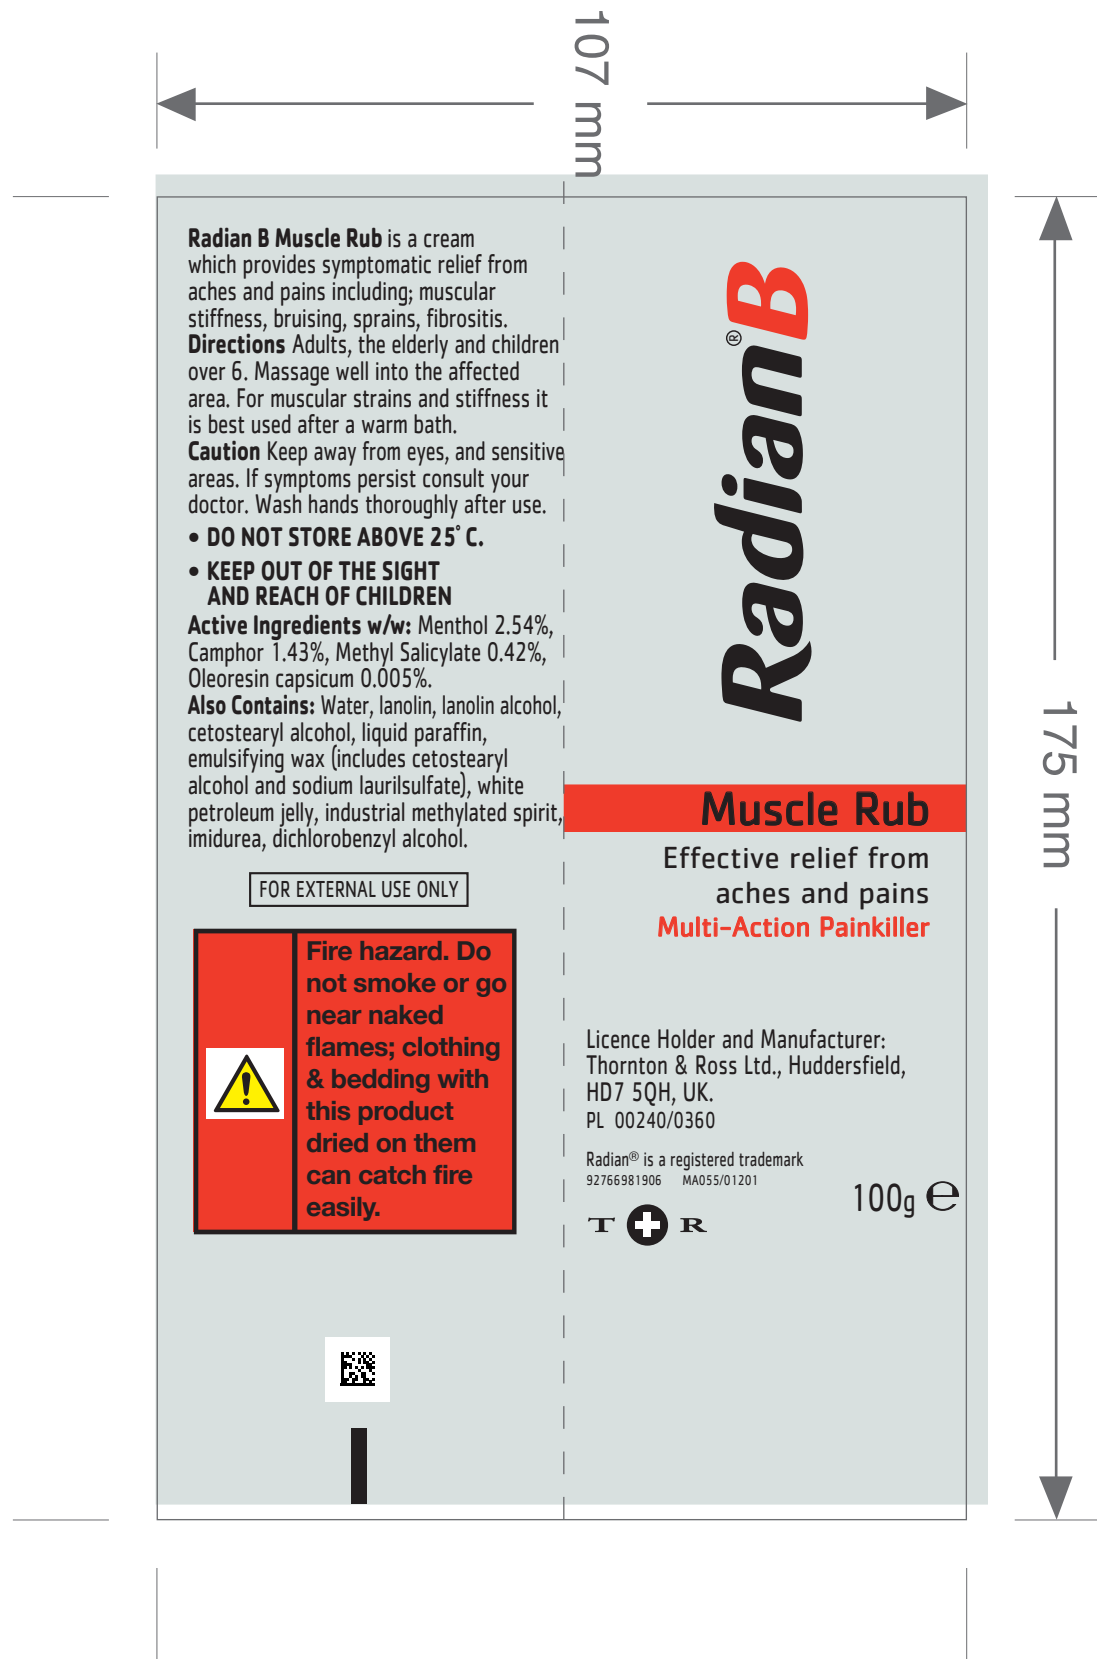 107 mm
Radian B Muscle Rub is a cream
which provides symptomatic relief from
aches and pains including; muscular
stiffness, bruising, sprains, fibrositis.
Directions Adults, the elderly and children
over 6. Massage well into the affected
area. For muscular strains and stiffness it
is best used after a warm bath.
Caution Keep away from eyes, and sensitive
areas. If symptoms persist consult your
doctor. Wash hands thoroughly after use.
• DO NOT STORE ABOVE 25° C.
• KEEP OUT OF THE SIGHT
AND REACH OF CHILDREN
Active Ingredients w/w: Menthol 2.54%,
Camphor 1.43%, Methyl Salicylate 0.42%,
Oleoresin capsicum 0.005%.
Also Contains: Water, lanolin, lanolin alcohol,
cetostearyl alcohol, liquid paraffin,
emulsifying wax (includes cetostearyl
alcohol and sodium laurilsulfate), white
petroleum jelly, industrial methylated spirit,
imidurea, dichlorobenzyl alcohol.
FOR EXTERNAL USE ONLY
Fire hazard. Do
not smoke or go
near naked
flames; clothing
& bedding with
this product
dried on them
can catch fire
easily.
Radian®B
Muscle Rub
Effective relief from
aches and pains
Multi-Action Painkiller
Licence Holder and Manufacturer:
Thornton & Ross Ltd., Huddersfield,
HD7 5QH, UK.
PL 00240/0360
Radian® is a registered trademark
92766981906 MA055/01201
100g ℮
T R
175 mm